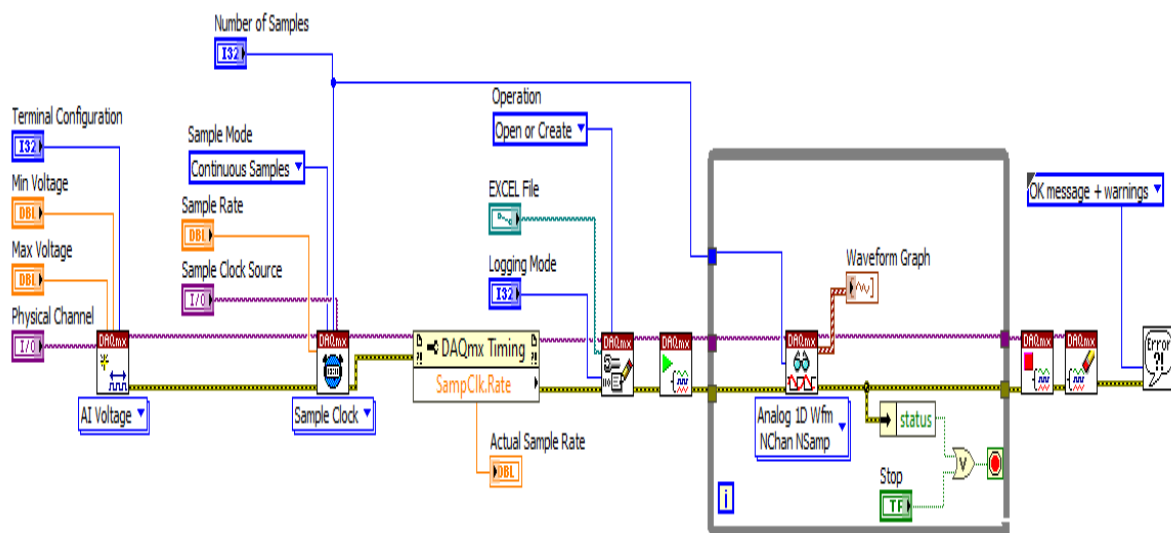 Number of Samples
I32
Terminal Configuration
I32
Operation
Open or Create
Sample Mode
Continuous Samples
Min Voltage
DBL
EXCEL File
OK message + warnings
Sample Rate
DBL
Max Voltage
DBL
Waveform Graph
Logging Mode
I32
Sample Clock Source
I/O
Physical Channel
I/O
DAQmx
DAQmx
DAQmx Timing
SampClk.Rate
DAQmx
DAQmx
DAQmx
DAQmx
DAQmx
Error
?!
AI Voltage
Sample Clock
Analog 1D Wfm
NChan NSamp
status
Actual Sample Rate
DBL
Stop
TF
i